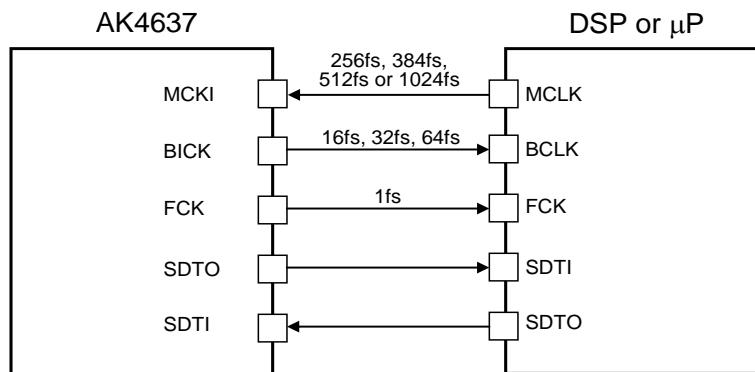 AK4637
DSP or μP
256fs, 384fs,
512fs or 1024fs
MCKI
MCLK
16fs, 32fs, 64fs
BICK
BCLK
1fs
FCK
FCK
SDTO
SDTI
SDTI
SDTO